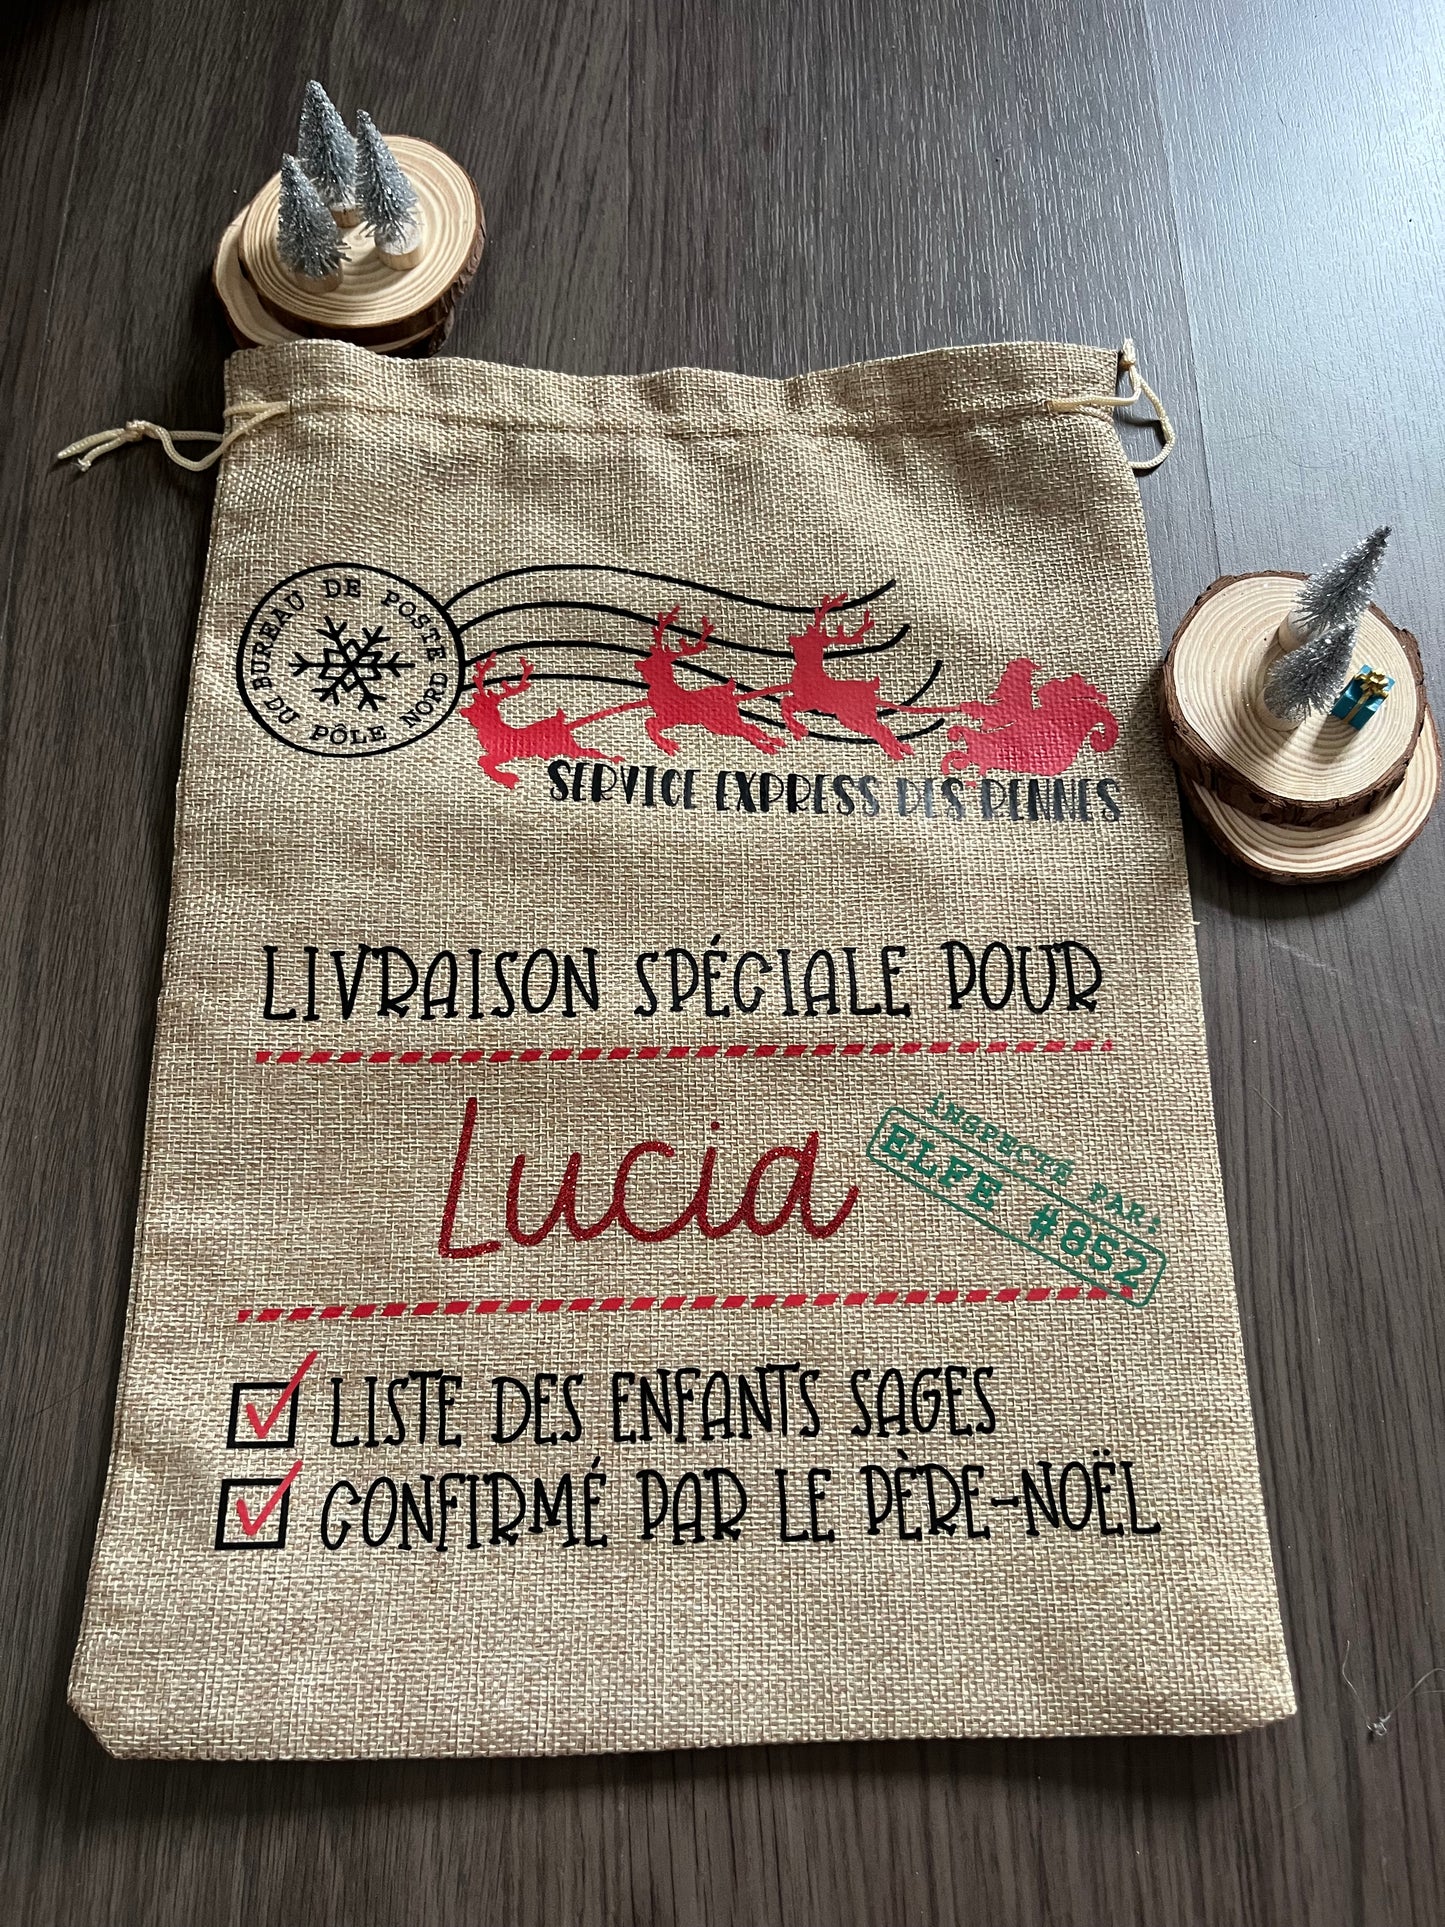 BUREAU DE POSTE
DU PÔLE NORD
SERVICE EXPRESS DES RENNES
LIVRAISON SPÉCIALE POUR
Lucia
INSPECTÉ PAR:
ELFE #852
LISTE DES ENFANTS SAGES
CONFIRMÉ PAR LE PÈRE-NOËL